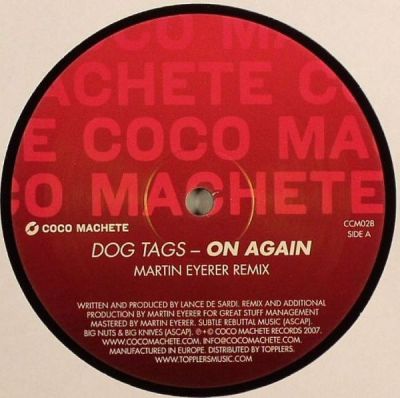 COCO MA
MACHETE CO
E COCO MACH
CO MACHETE
COCO MACHETE
CCM028
SIDE A
DOG TAGS – ON AGAIN
MARTIN EYERER REMIX
WRITTEN AND PRODUCED BY LANCE DE SARDI. REMIX AND ADDITIONAL
PRODUCTION BY MARTIN EYERER FOR GREAT STUFF MANAGEMENT
MASTERED BY MARTIN EYERER. SUBTLE REBUTTAL MUSIC (ASCAP).
BIG NUTS & BIG KNIVES (ASCAP). ℗+© COCO MACHETE RECORDS 2007.
WWW.COCOMACHETE.COM. INFO@COCOMACHETE.COM.
MANUFACTURED IN EUROPE. DISTRIBUTED BY TOPPLERS.
WWW.TOPPLERSMUSIC.COM